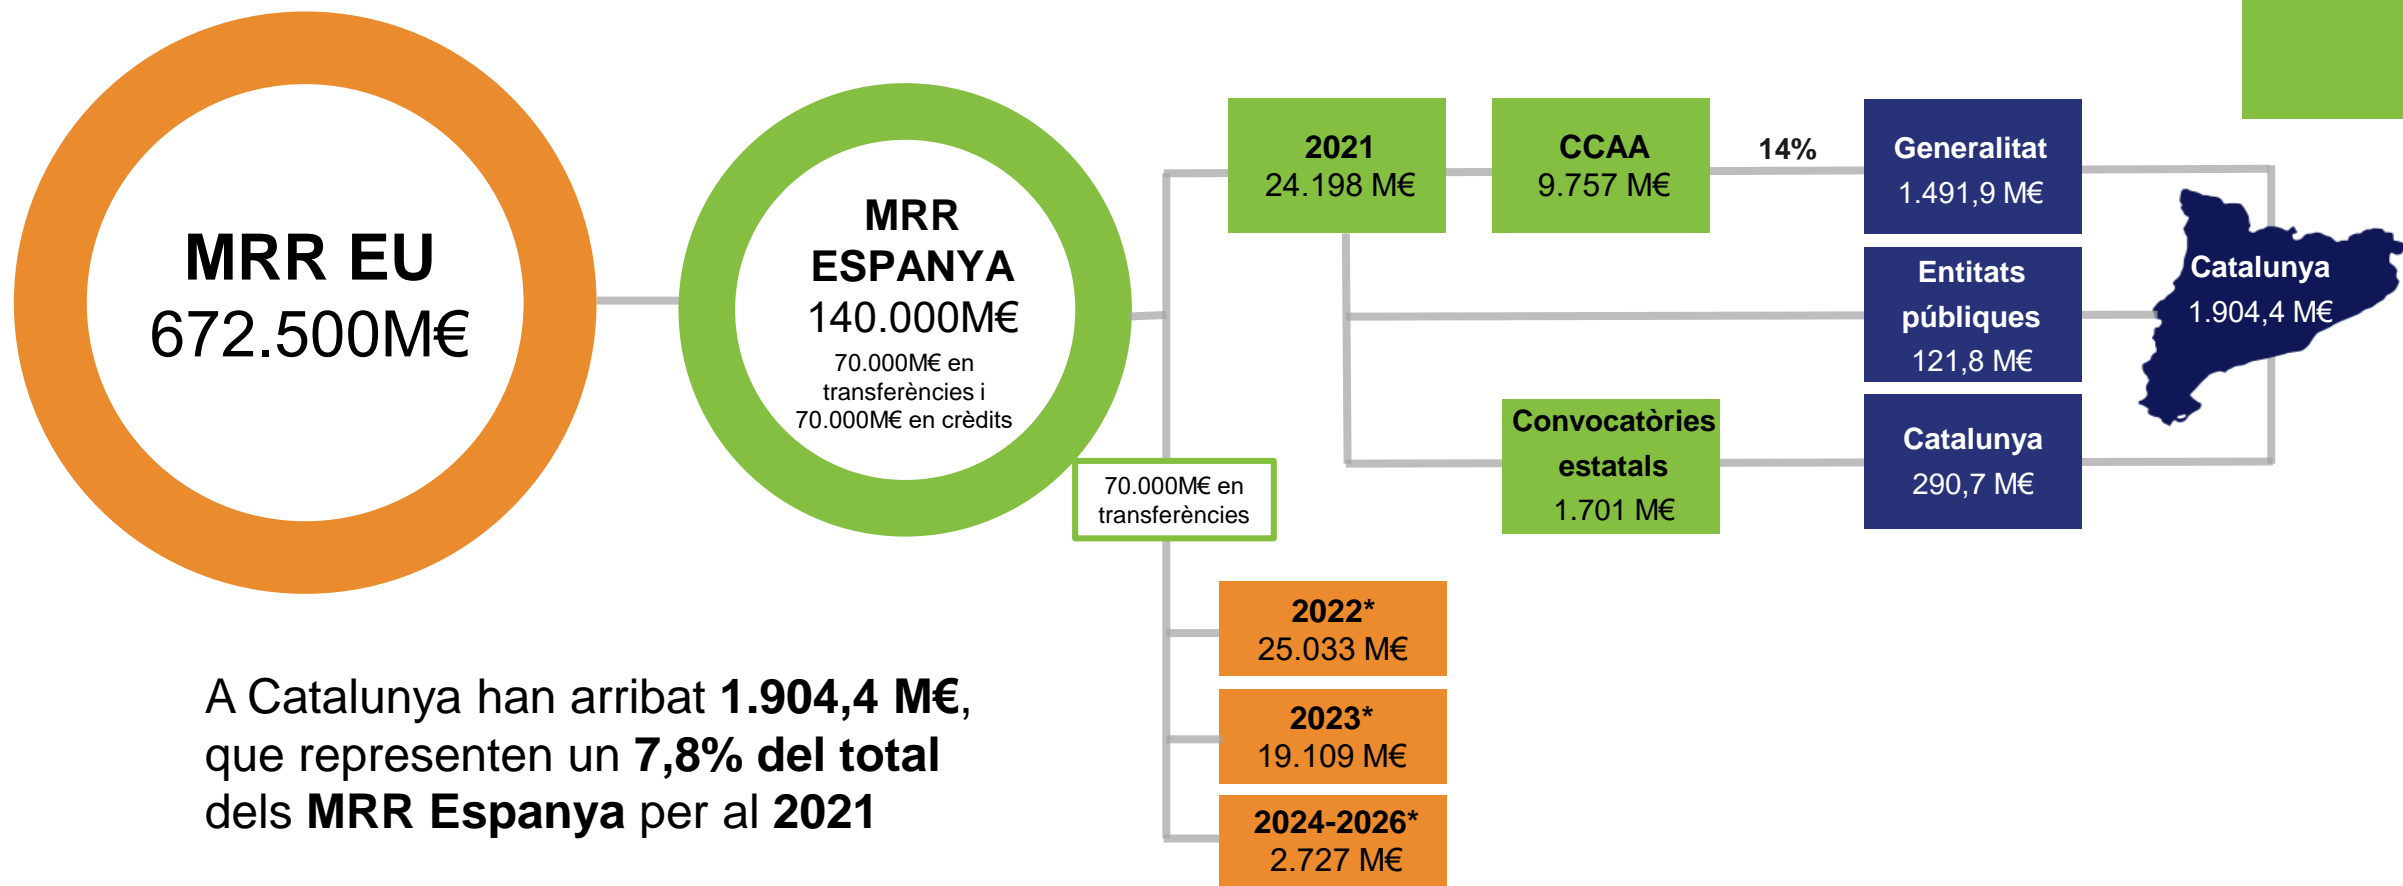 MRR EU
672.500M€
MRR
ESPANYA
140.000M€
70.000M€ en
transferències i
70.000M€ en crèdits
70.000M€ en
transferències
2021
24.198 M€
CCAA
9.757 M€
14%
Generalitat
1.491,9 M€
Entitats
públiques
121,8 M€
Convocatòries
estatals
1.701 M€
Catalunya
290,7 M€
Catalunya
1.904,4 M€
2022*
25.033 M€
2023*
19.109 M€
2024-2026*
2.727 M€
A Catalunya han arribat 1.904,4 M€,
que representen un 7,8% del total
dels MRR Espanya per al 2021